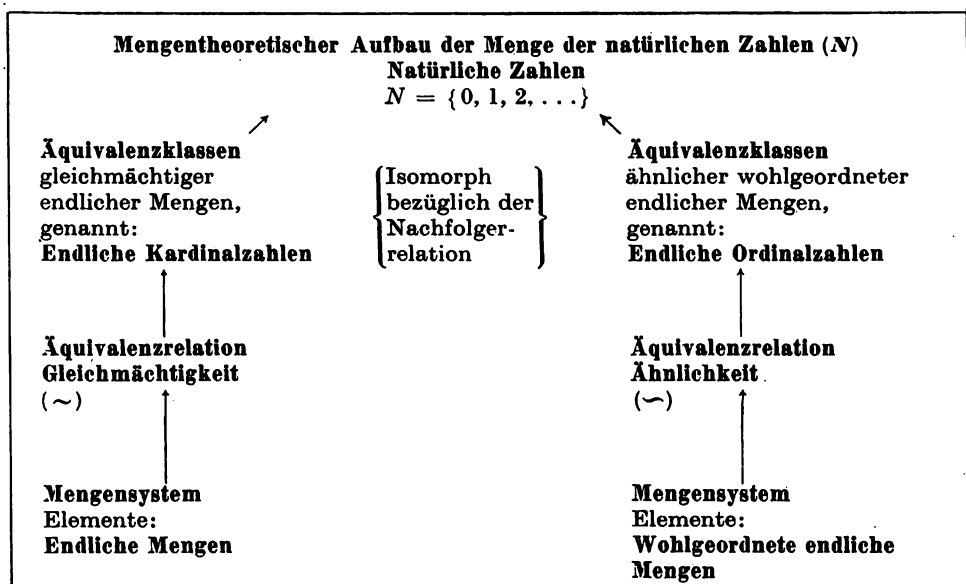 Mengentheoretischer Aufbau der Menge der natürlichen Zahlen (N)
Natürliche Zahlen
N = {0, 1, 2, ...}
Äquivalenzklassen
gleichmächtiger
endlicher Mengen,
genannt:
Endliche Kardinalzahlen
Isomorph
bezüglich der
Nachfolger-
relation
Äquivalenzklassen
ähnlicher wohlgeordneter
endlicher Mengen,
genannt:
Endliche Ordinalzahlen
Äquivalenzrelation
Gleichmächtigkeit
(~)
Äquivalenzrelation
Ähnlichkeit
(∽)
Mengensystem
Elemente:
Endliche Mengen
Mengensystem
Elemente:
Wohlgeordnete endliche
Mengen